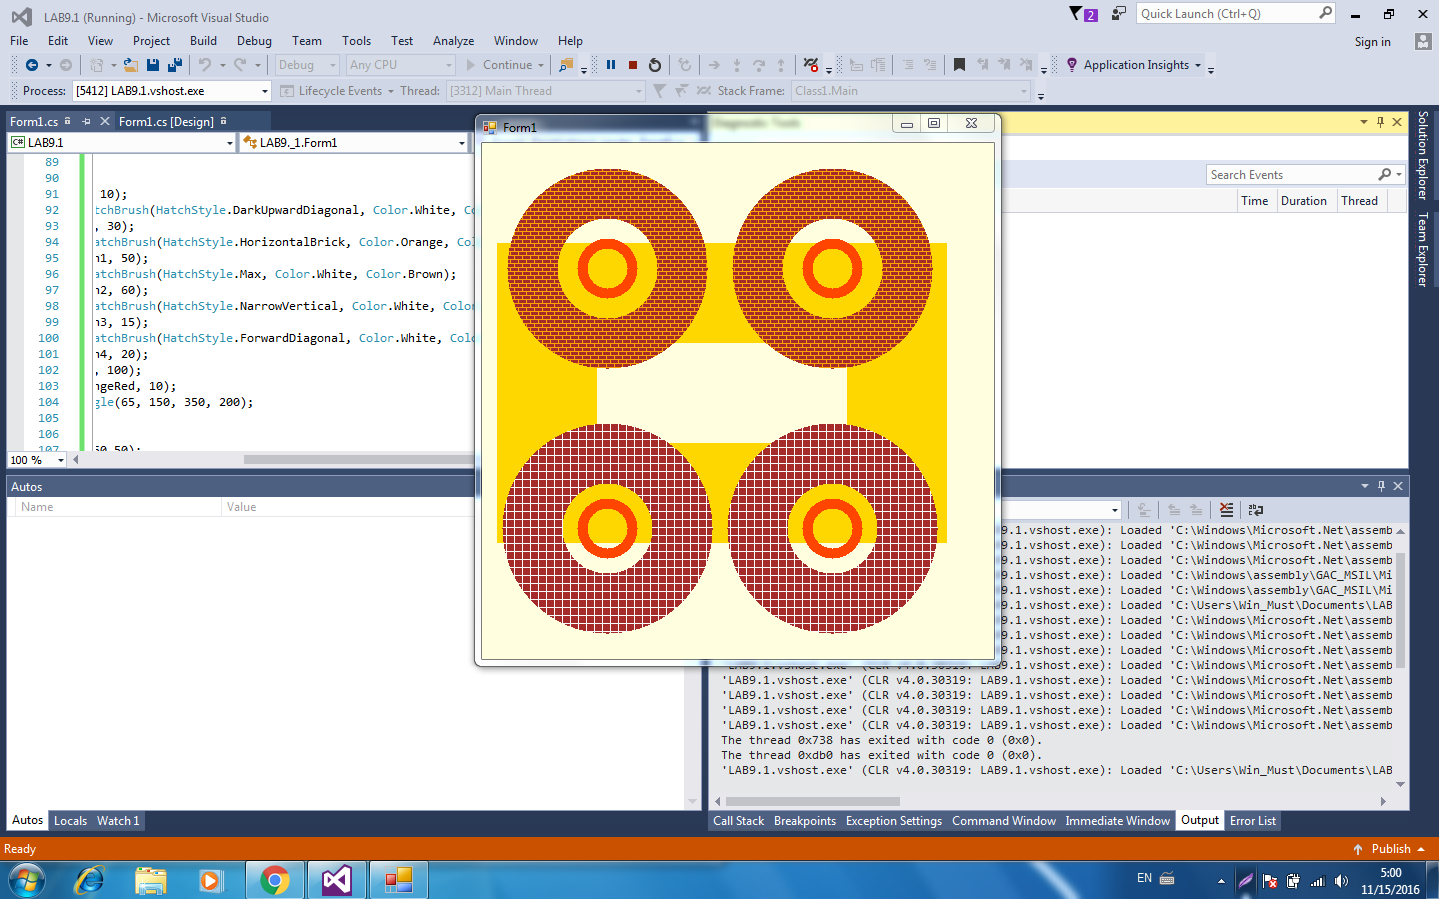 LAB9.1 (Running) - Microsoft Visual Studio
2
Quick Launch (Ctrl+Q)
File Edit View Project Build Debug Team Tools Test Analyze Window Help
Sign in
Debug Any CPU Continue Application Insights
Process: [5412] LAB9.1.vshost.exe Lifecycle Events Thread: [3312] Main Thread Stack Frame: Class1.Main
Form1.cs Form1.cs [Design]
Form1
Diagnostic Tools
C# LAB9.1 LAB9._1.Form1
Search Events
Time Duration Thread
Solution Explorer
Team Explorer
89
90
91 10);
92 tchBrush(HatchStyle.DarkUpwardDiagonal, Color.White, Co
93 , 30);
94 atchBrush(HatchStyle.HorizontalBrick, Color.Orange, Col
95 n1, 50);
96 atchBrush(HatchStyle.Max, Color.White, Color.Brown);
97 n2, 60);
98 atchBrush(HatchStyle.NarrowVertical, Color.White, Color
99 n3, 15);
100 atchBrush(HatchStyle.ForwardDiagonal, Color.White, Colo
101 n4, 20);
102 , 100);
103 ngeRed, 10);
104 gle(65, 150, 350, 200);
105
106
107 50,50);
100 %
Autos
Name Value
9.1.vshost.exe): Loaded 'C:\Windows\Microsoft.Net\assemb
9.1.vshost.exe): Loaded 'C:\Windows\Microsoft.Net\assemb
9.1.vshost.exe): Loaded 'C:\Windows\Microsoft.Net\assemb
9.1.vshost.exe): Loaded 'C:\Windows\assembly\GAC_MSIL\Mi
9.1.vshost.exe): Loaded 'C:\Windows\assembly\GAC_MSIL\Mi
9.1.vshost.exe): Loaded 'C:\Users\Win_Must\Documents\LAB
9.1.vshost.exe): Loaded 'C:\Windows\Microsoft.Net\assemb
9.1.vshost.exe): Loaded 'C:\Windows\Microsoft.Net\assemb
9.1.vshost.exe): Loaded 'C:\Windows\Microsoft.Net\assemb
'LAB9.1.vshost.exe' (CLR v4.0.30319: LAB9.1.vshost.exe): Loaded 'C:\Windows\Microsoft.Net\assemb
'LAB9.1.vshost.exe' (CLR v4.0.30319: LAB9.1.vshost.exe): Loaded 'C:\Windows\Microsoft.Net\assemb
'LAB9.1.vshost.exe' (CLR v4.0.30319: LAB9.1.vshost.exe): Loaded 'C:\Windows\Microsoft.Net\assemb
'LAB9.1.vshost.exe' (CLR v4.0.30319: LAB9.1.vshost.exe): Loaded 'C:\Windows\Microsoft.Net\assemb
'LAB9.1.vshost.exe' (CLR v4.0.30319: LAB9.1.vshost.exe): Loaded 'C:\Windows\Microsoft.Net\assemb
The thread 0x738 has exited with code 0 (0x0).
The thread 0xdb0 has exited with code 0 (0x0).
'LAB9.1.vshost.exe' (CLR v4.0.30319: LAB9.1.vshost.exe): Loaded 'C:\Users\Win_Must\Documents\LAB
Autos Locals Watch 1
Call Stack Breakpoints Exception Settings Command Window Immediate Window Output Error List
Ready
Publish
EN
5:00
11/15/2016